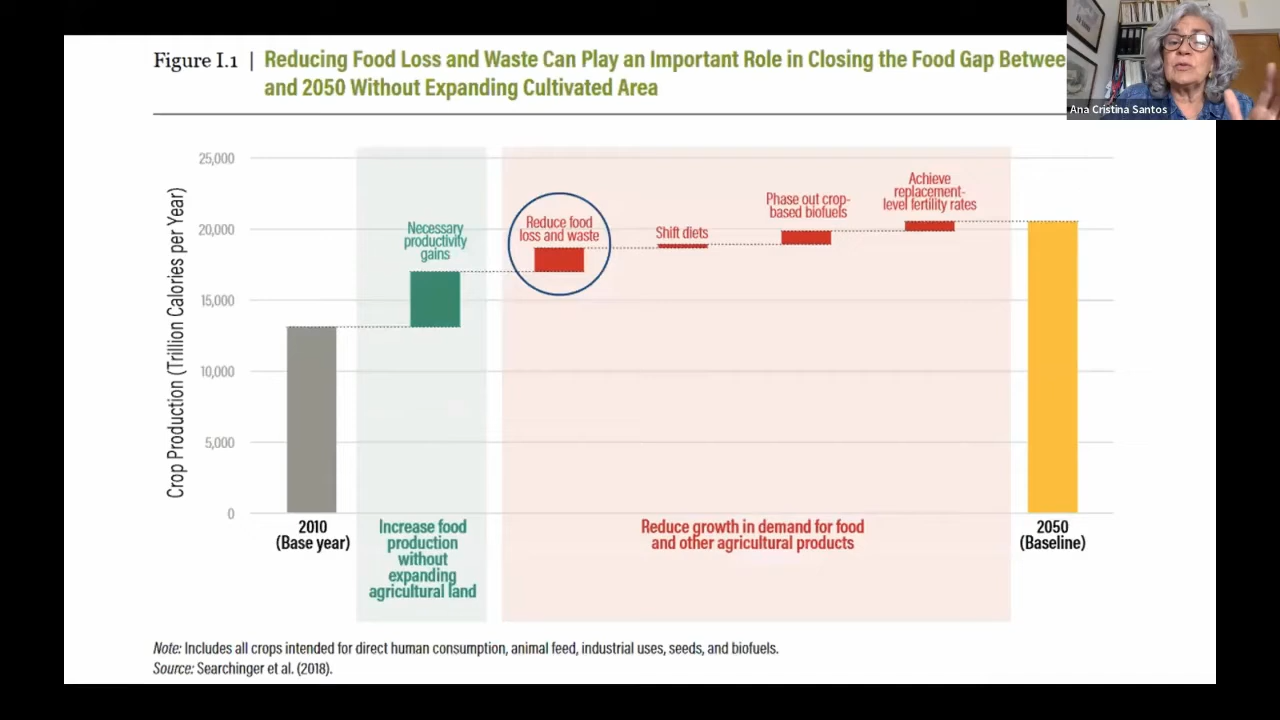 Figure I.1 | Reducing Food Loss and Waste Can Play an Important Role in Closing the Food Gap Between
and 2050 Without Expanding Cultivated Area
Ana Cristina Santos
Crop Production (Trillion Calories per Year)
25,000
20,000
15,000
10,000
5,000
0
Necessary
productivity
gains
Reduce food
loss and waste
Shift diets
Phase out crop-
based biofuels
Achieve
replacement-
level fertility rates
2010
(Base year)
Increase food
production
without
expanding
agricultural land
Reduce growth in demand for food
and other agricultural products
2050
(Baseline)
Note: Includes all crops intended for direct human consumption, animal feed, industrial uses, seeds, and biofuels.
Source: Searchinger et al. (2018).